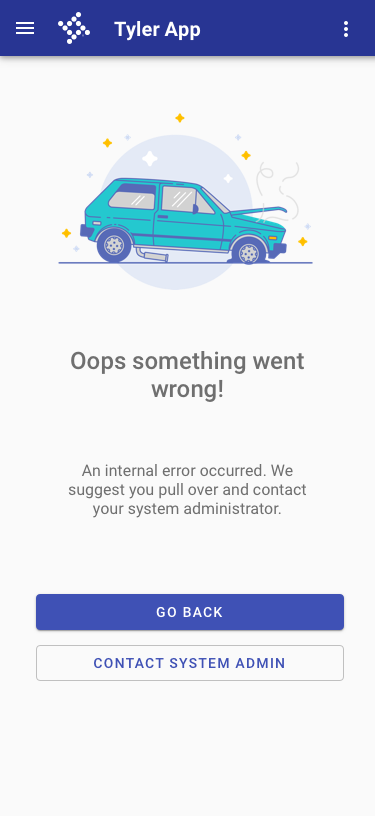 Tyler App
Oops something went
wrong!
An internal error occurred. We
suggest you pull over and contact
your system administrator.
GO BACK
CONTACT SYSTEM ADMIN